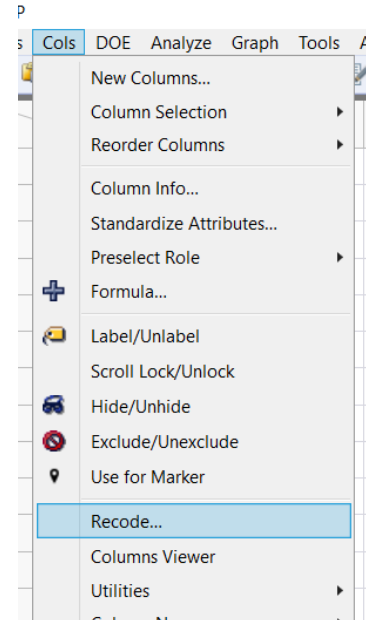 P
s Cols DOE Analyze Graph Tools A
New Columns...
Column Selection
Reorder Columns
Column Info...
Standardize Attributes...
Preselect Role
Formula...
Label/Unlabel
Scroll Lock/Unlock
Hide/Unhide
Exclude/Unexclude
Use for Marker
Recode...
Columns Viewer
Utilities